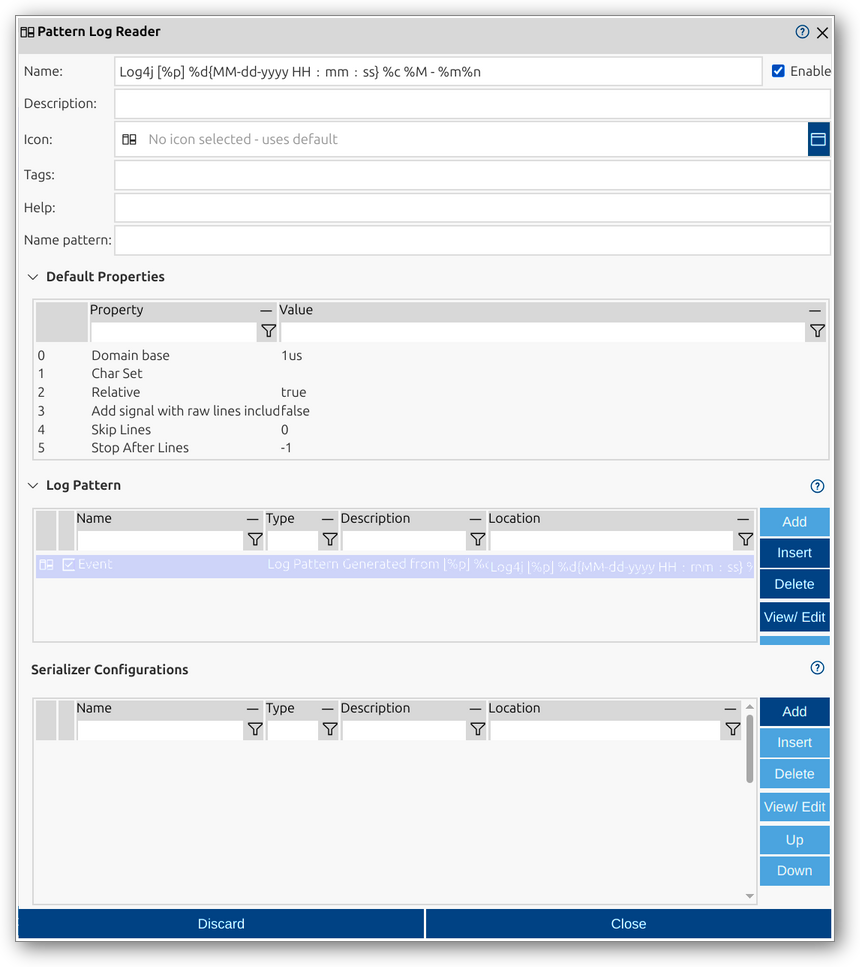 Pattern Log Reader
Name: Log4j [%p] %d{MM-dd-yyyy HH : mm : ss} %c %M - %m%n Enable
Description:
Icon: No icon selected - uses default
Tags:
Help:
Name pattern:
Default Properties
Property Value
0 Domain base 1us
1 Char Set
2 Relative true
3 Add signal with raw lines includ false
4 Skip Lines 0
5 Stop After Lines -1
Log Pattern
Name Type Description Location
Event Log Pattern Generated from [%p] %c Log4j [%p] %d{MM-dd-yyyy HH : mm : ss} %
Add
Insert
Delete
View/ Edit
Serializer Configurations
Name Type Description Location
Add
Insert
Delete
View/ Edit
Up
Down
Discard Close